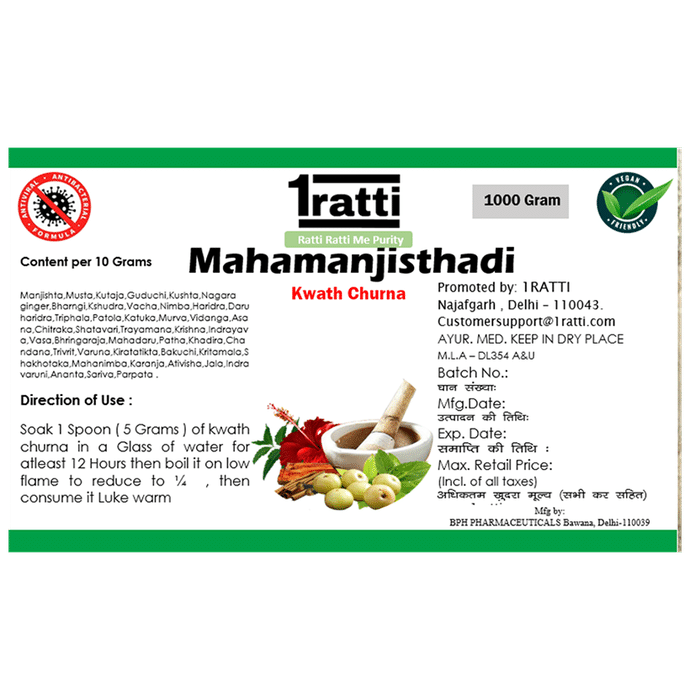 ANTIVIRAL • ANTIBACTERIAL
FORMULA
1ratti
Ratti Ratti Me Purity
1000 Gram
VEGAN
FRIENDLY
Mahamanjisthadi
Kwath Churna
Content per 10 Grams
Manjishta,Musta,Kutaja,Guduchi,Kushta,Nagara
ginger,Bharngi,Kshudra,Vacha,Nimba,Haridra,Daru
haridra,Triphala,Patola,Katuka,Murva,Vidanga,Asa
na,Chitraka,Shatavari,Trayamana,Krishna,Indrayav
a,Vasa,Bhringaraja,Mahadaru,Patha,Khadira,Cha
ndana,Trivrit,Varuna,Kiratatikta,Bakuchi,Kritamala,S
hakhotaka,Mahanimba,Karanja,Ativisha,Jala,Indra
varuni,Ananta,Sariva,Parpata .
Direction of Use :
Soak 1 Spoon ( 5 Grams ) of kwath
churna in a Glass of water for
atleast 12 Hours then boil it on low
flame to reduce to ¼ , then
consume it Luke warm
Promoted by: 1RATTI
Najafgarh , Delhi – 110043.
Customersupport@1ratti.com
AYUR. MED. KEEP IN DRY PLACE
M.L.A – DL354 A&U
Batch No.:
घान संख्याः
Mfg.Date:
उत्पादन की तिथिः
Exp. Date:
समाप्ति की तिथि :
Max. Retail Price:
(Incl. of all taxes)
अधिकतम खुदरा मूल्य (सभी कर सहित)
Mfg by:
BPH PHARMACEUTICALS Bawana, Delhi-110039